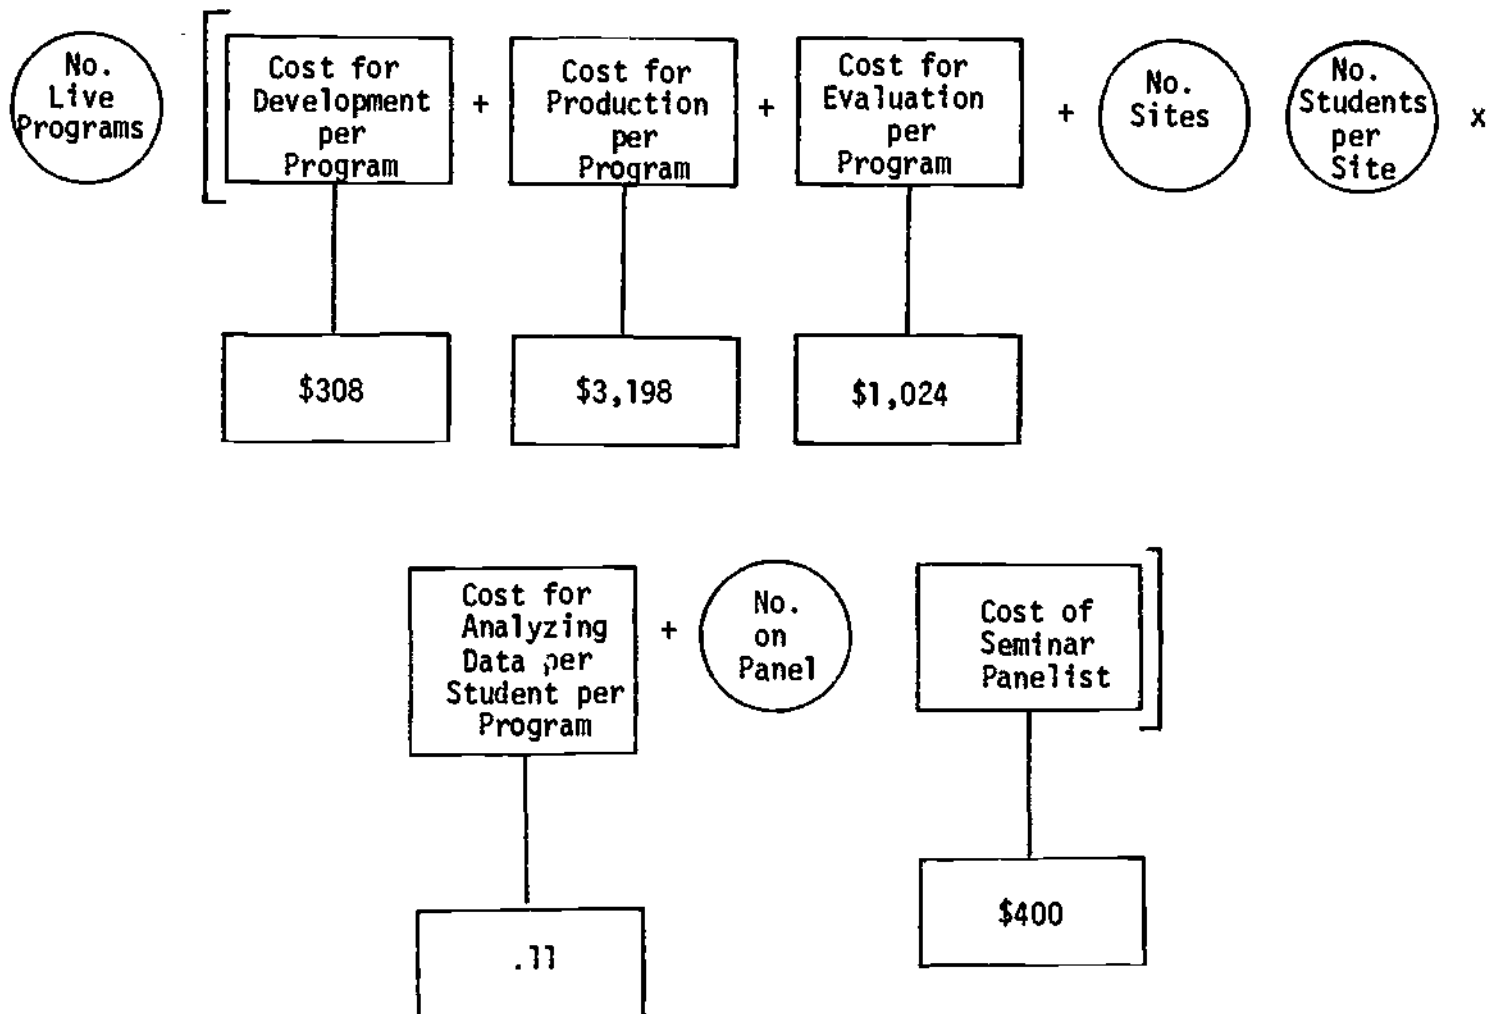 No.
Live
Programs
[
Cost for
Development
per
Program
+
Cost for
Production
per
Program
+
Cost for
Evaluation
per
Program
+
No.
Sites
No.
Students
per
Site
x
$308
$3,198
$1,024
Cost for
Analyzing
Data per
Student per
Program
+
No.
on
Panel
Cost of
Seminar
Panelist
]
.11
$400